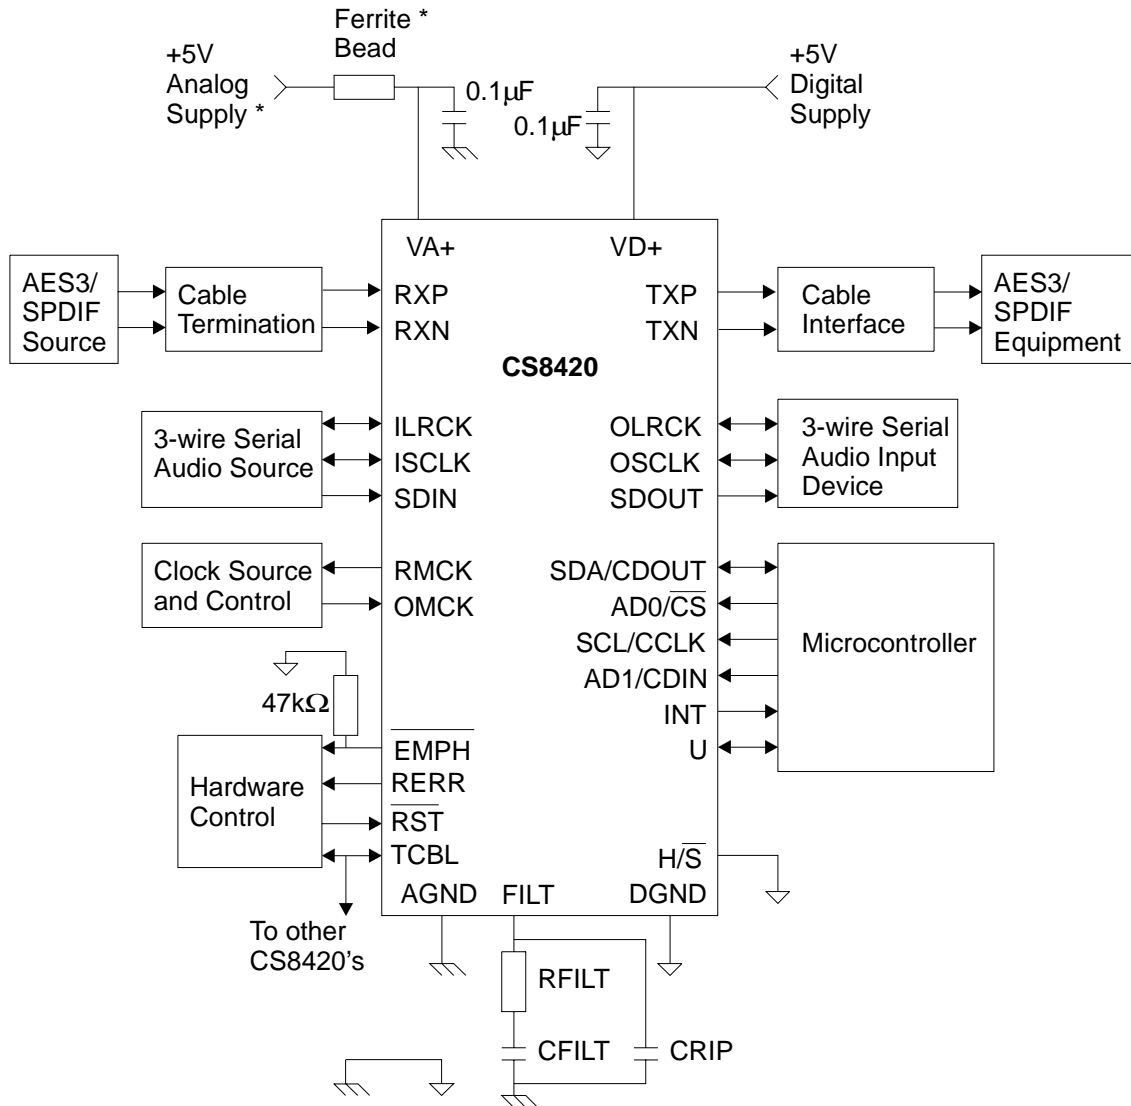 Ferrite *
Bead
+5V
Analog
Supply *
0.1µF
0.1µF
+5V
Digital
Supply
VA+
VD+
AES3/
SPDIF
Source
Cable
Termination
RXP
RXN
TXP
TXN
Cable
Interface
AES3/
SPDIF
Equipment
CS8420
3-wire Serial
Audio Source
ILRCK
ISCLK
SDIN
OLRCK
OSCLK
SDOUT
3-wire Serial
Audio Input
Device
Clock Source
and Control
RMCK
OMCK
SDA/CDOUT
AD0/CS
SCL/CCLK
AD1/CDIN
INT
U
Microcontroller
47kΩ
Hardware
Control
EMPH
RERR
RST
TCBL
H/S
AGND
FILT
DGND
To other
CS8420's
RFILT
CFILT
CRIP